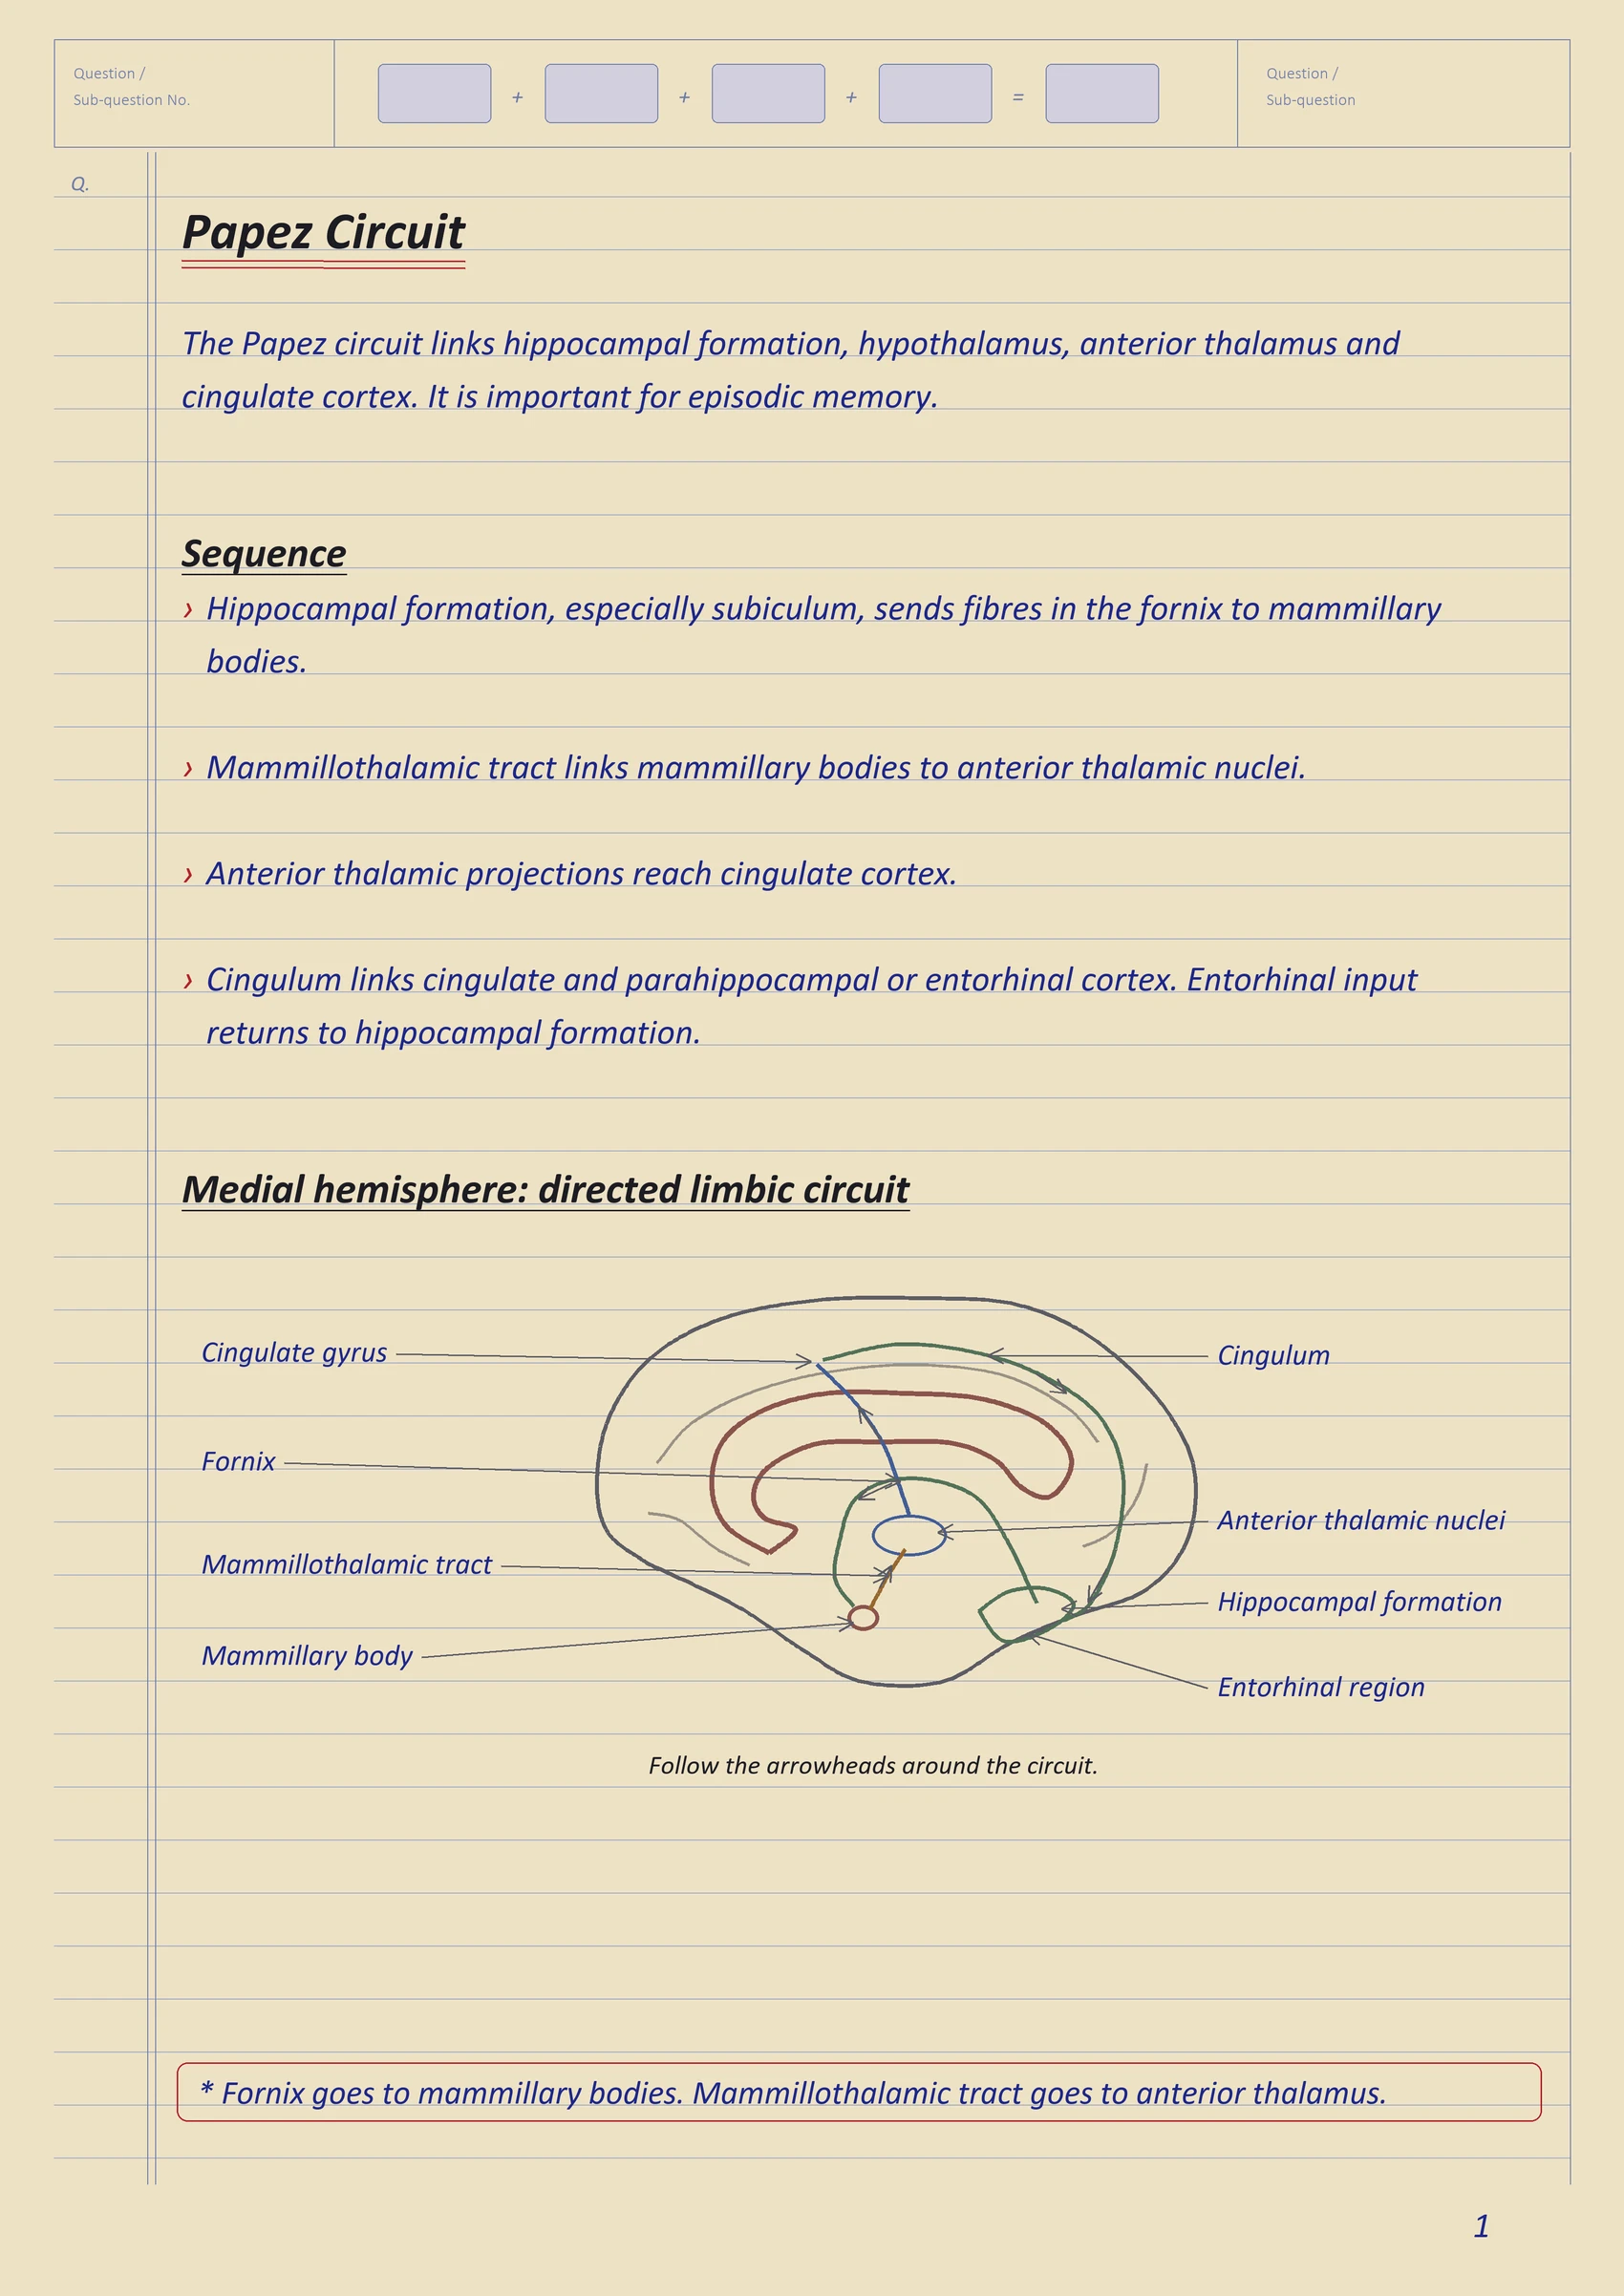 Question /
Sub-question No.
+ + + =
Question /
Sub-question
Q.
Papez Circuit
The Papez circuit links hippocampal formation, hypothalamus, anterior thalamus and
cingulate cortex. It is important for episodic memory.
Sequence
› Hippocampal formation, especially subiculum, sends fibres in the fornix to mammillary
bodies.
› Mammillothalamic tract links mammillary bodies to anterior thalamic nuclei.
› Anterior thalamic projections reach cingulate cortex.
› Cingulum links cingulate and parahippocampal or entorhinal cortex. Entorhinal input
returns to hippocampal formation.
Medial hemisphere: directed limbic circuit
Cingulate gyrus
Fornix
Mammillothalamic tract
Mammillary body
Cingulum
Anterior thalamic nuclei
Hippocampal formation
Entorhinal region
Follow the arrowheads around the circuit.
* Fornix goes to mammillary bodies. Mammillothalamic tract goes to anterior thalamus.
1